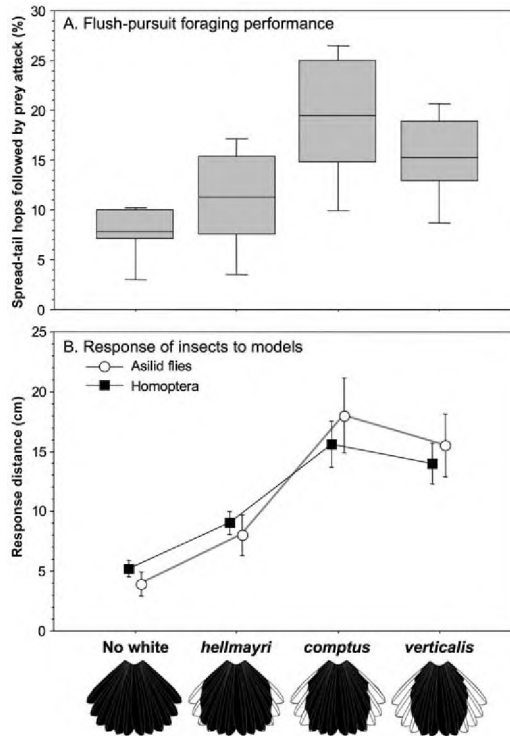 A. Flush-pursuit foraging performance
Spread-tail hops followed by prey attack (%)
30
25
20
15
10
5
0
B. Response of insects to models
Asilid flies
Homoptera
Response distance (cm)
25
20
15
10
5
0
No white hellmayri comptus verticalis